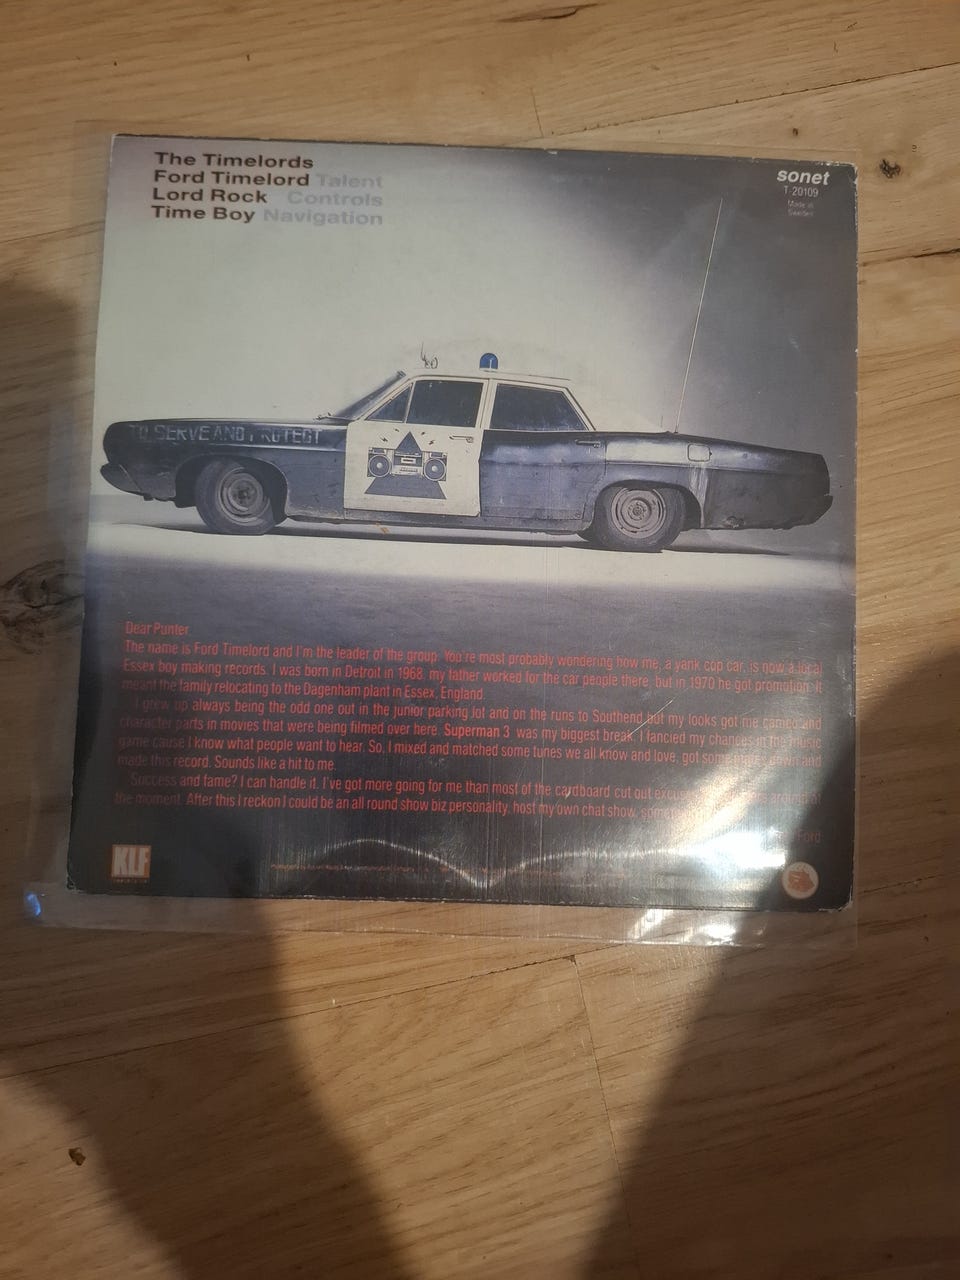 The Timelords
Ford Timelord Talent
Lord Rock Controls
Time Boy Navigation
sonet
T-20109
Made in
Sweden
TO SERVE AND PROTECT
Dear Punter,
The name is Ford Timelord and I'm the leader of the group. You're most probably wondering how me, a yank cop car, is now a local
Essex boy making records. I was born in Detroit in 1968, my father worked for the car people there, but in 1970 he got promotion. It
meant the family relocating to the Dagenham plant in Essex, England.
I grew up always being the odd one out in the junior parking lot and on the runs to Southend but my looks got me cameo and
character parts in movies that were being filmed over here. Superman 3 was my biggest break. I fancied my chances in the music
game cause I know what people want to hear. So, I mixed and matched some tunes we all know and love, got some mates down and
made this record. Sounds like a hit to me.
Success and fame? I can handle it. I've got more going for me than most of the cardboard cut out around at
the moment. After this I reckon I could be an all round show biz personality, host my own chat show,
Ford
KLF